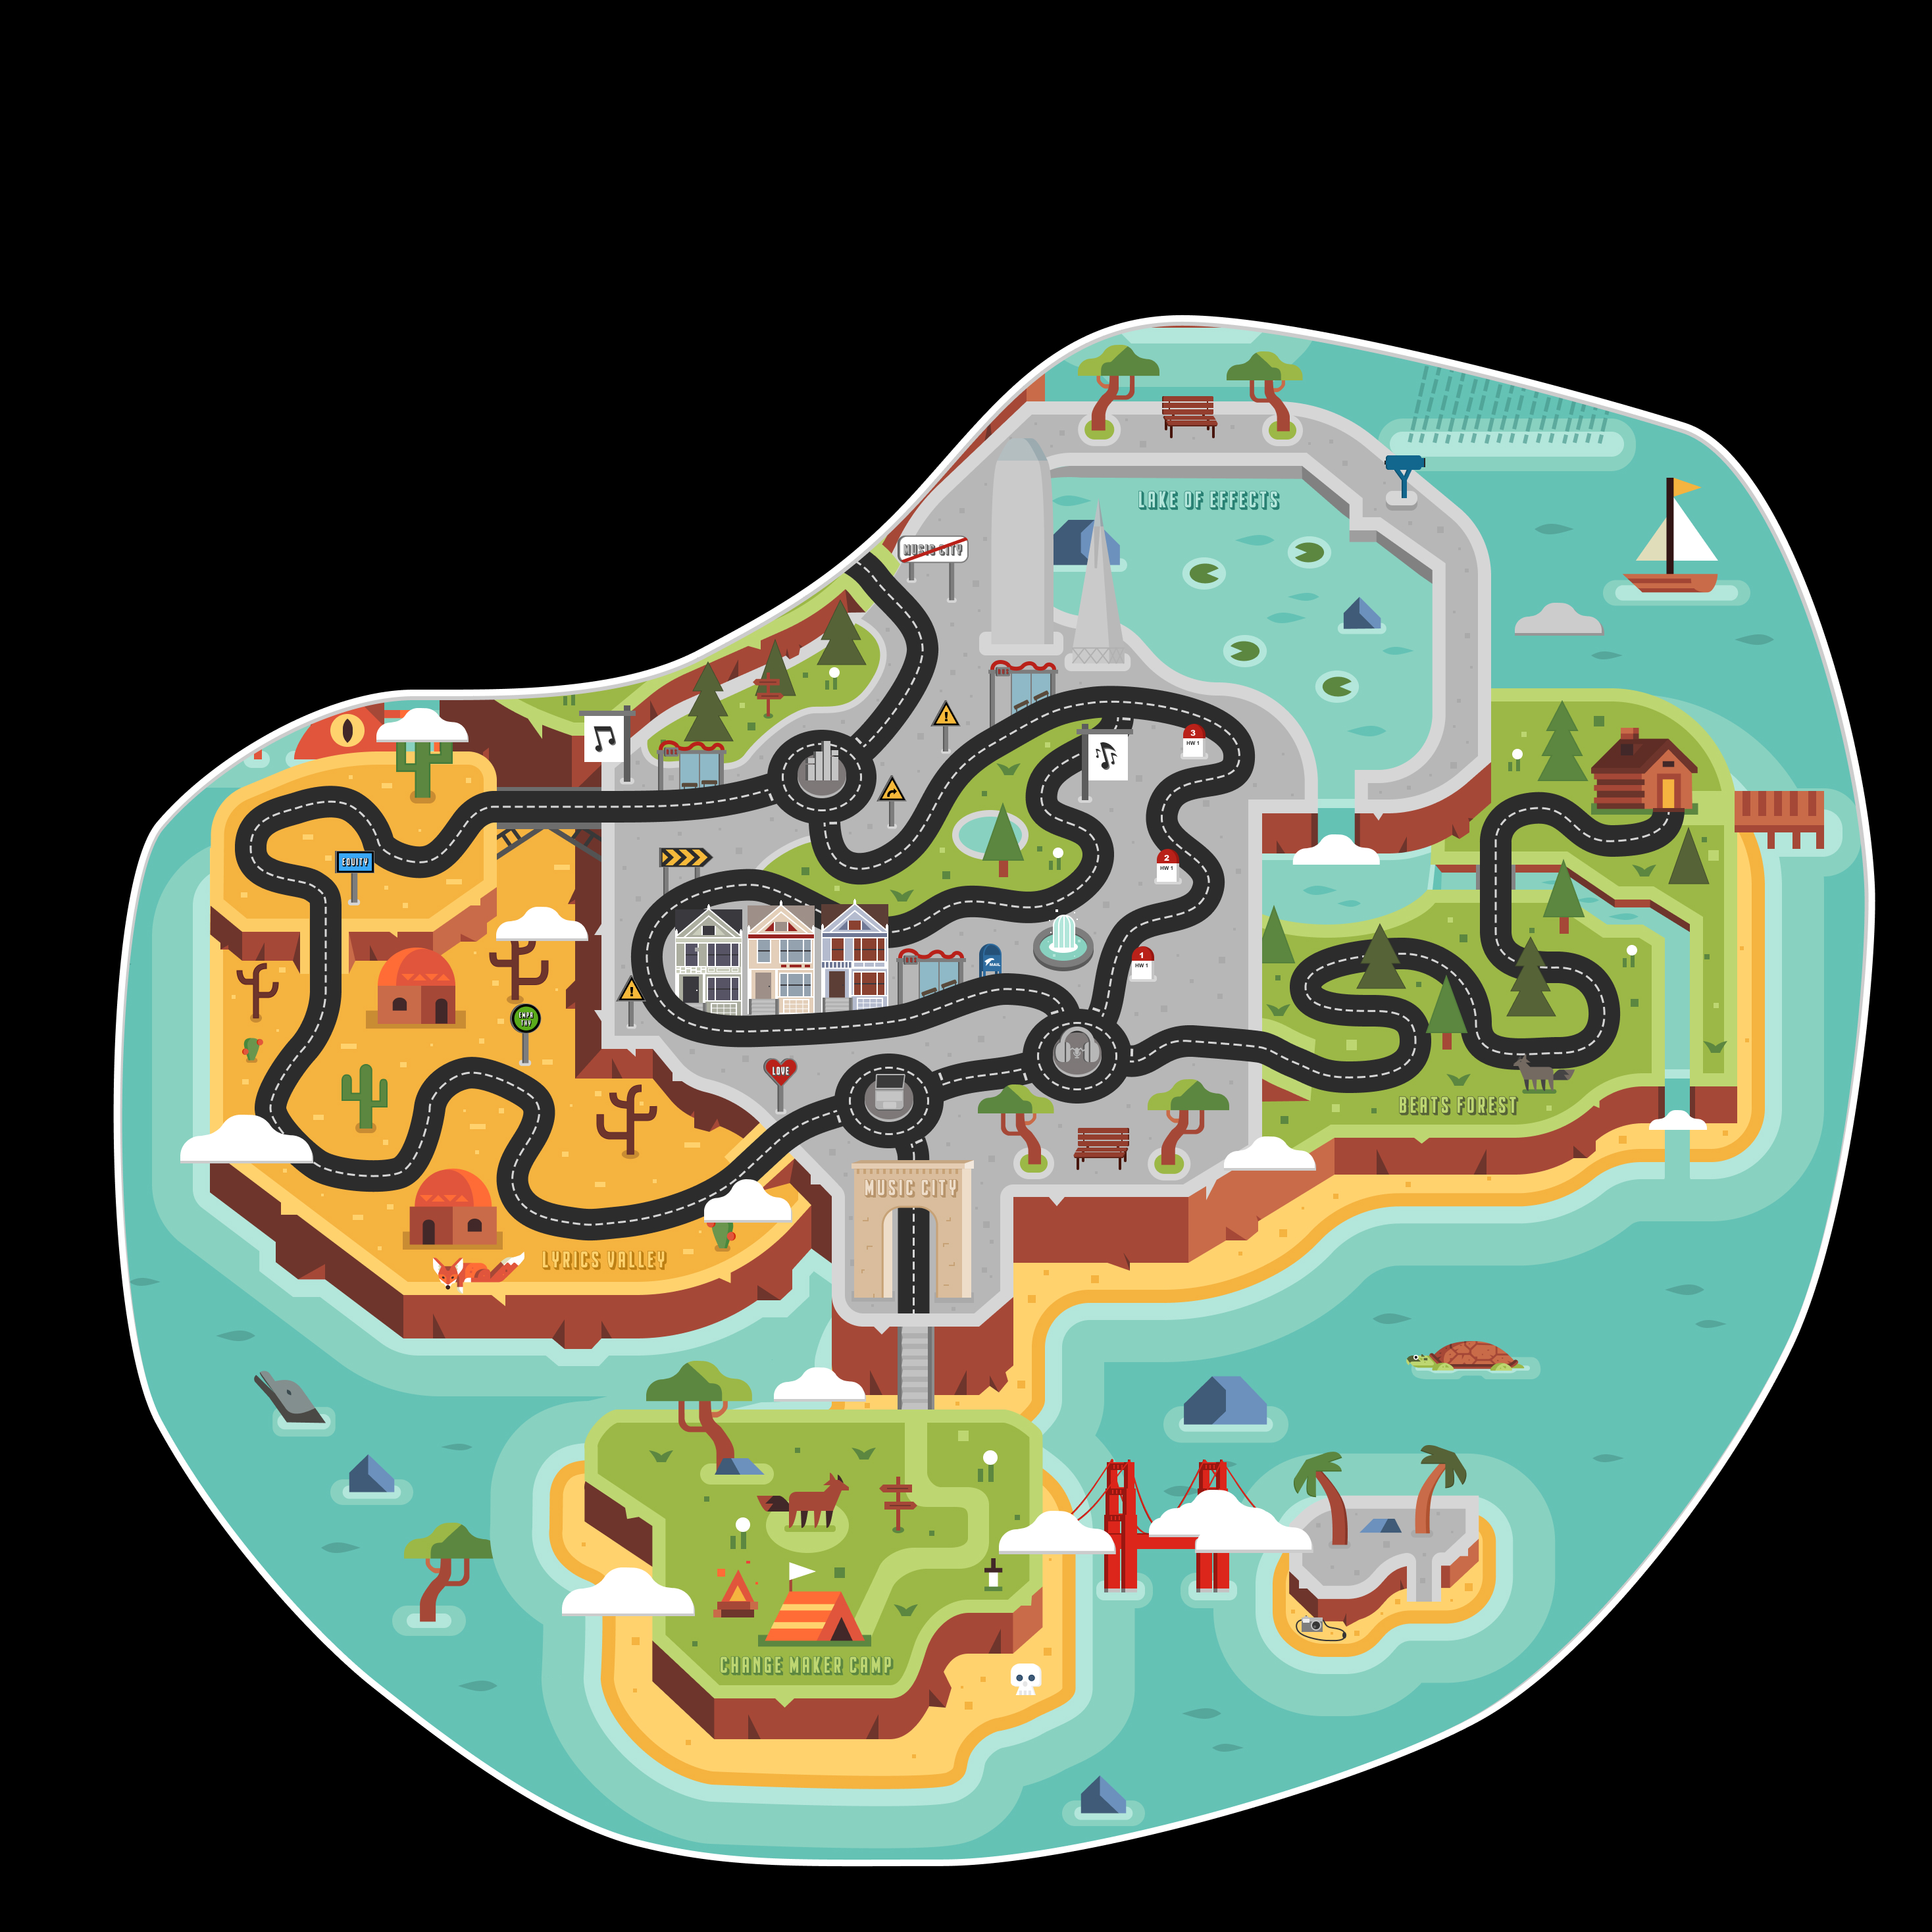 LAKE OF EFFECTS
MUSIC CITY
3
HW 1
2
HW 1
EQUITY
MAIL
1
HW 1
EMPA
THY
LOVE
BEATS FOREST
MUSIC CITY
LYRICS VALLEY
CHANGE MAKER CAMP